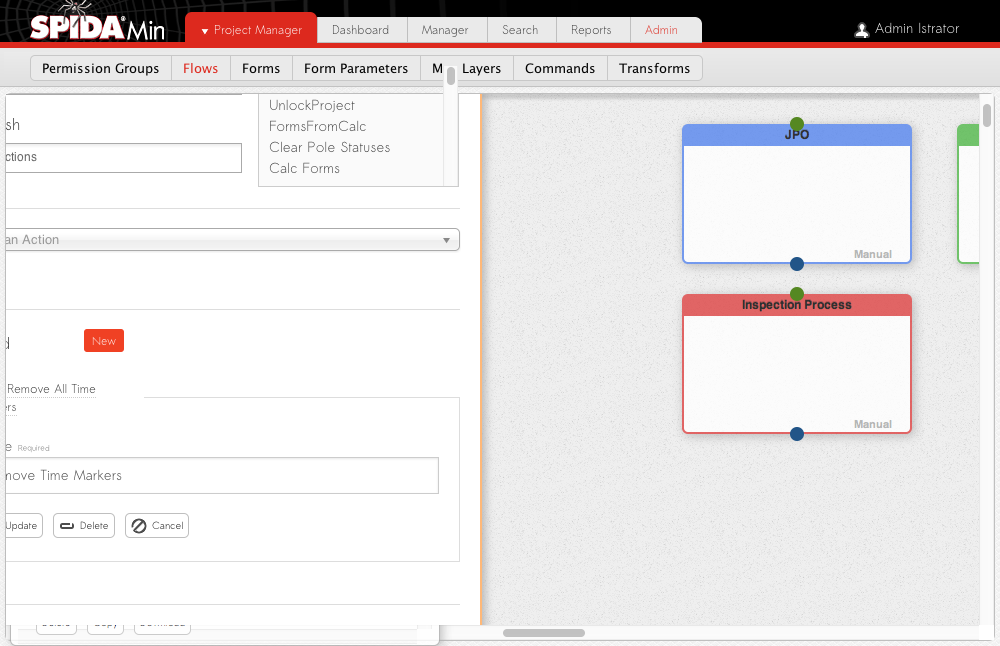 SPIDA Min
Project Manager
Dashboard
Manager
Search
Reports
Admin
Admin Istrator
Permission Groups
Flows
Forms
Form Parameters
Layers
Commands
Transforms
UnlockProject
FormsFromCalc
Clear Pole Statuses
Calc Forms
sh
ctions
an Action
New
Remove All Time
ers
e Required
move Time Markers
Update
Delete
Cancel
JPO
Manual
Inspection Process
Manual